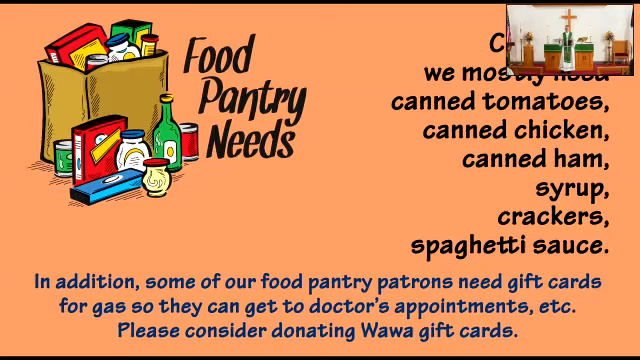 Food
Pantry
Needs
we mostly need
canned tomatoes,
canned chicken,
canned ham,
syrup,
crackers,
spaghetti sauce.
In addition, some of our food pantry patrons need gift cards
for gas so they can get to doctor's appointments, etc.
Please consider donating Wawa gift cards.